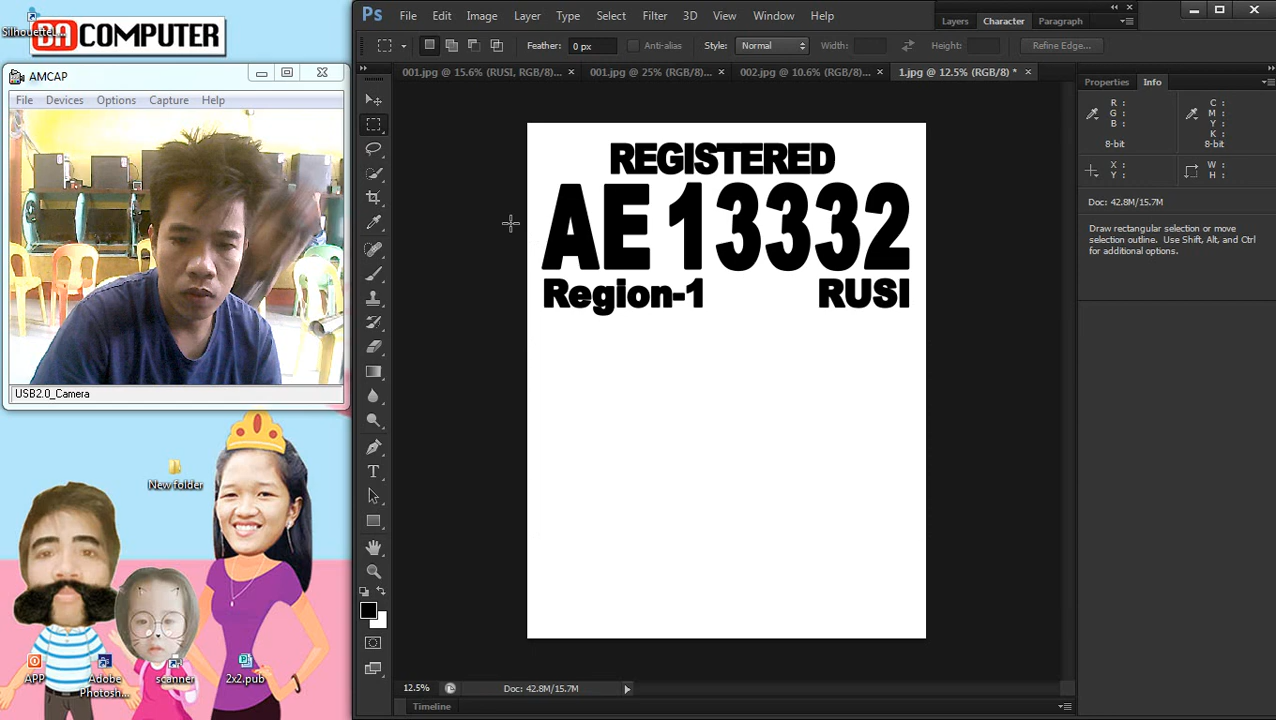 SilhouetteL...
BA COMPUTER
AMCAP
File Devices Options Capture Help
USB2.0_Camera
New folder
APP
Adobe Photosh...
scanner
2x2.pub
Ps File Edit Image Layer Type Select Filter 3D View Window Help
Layers Character Paragraph
Feather: 0 px Anti-alias Style: Normal Width: Height: Refine Edge...
001.jpg @ 15.6% (RUSI, RGB/8)... × 001.jpg @ 25% (RGB/8)... × 002.jpg @ 10.6% (RGB/8)... × 1.jpg @ 12.5% (RGB/8) * ×
REGISTERED
AE 13332
Region-1 RUSI
Properties Info
R : C :
G : M :
B : Y :
K :
8-bit 8-bit
X : W :
Y : H :
Doc: 42.8M/15.7M
Draw rectangular selection or move
selection outline. Use Shift, Alt, and Ctrl
for additional options.
12.5% Doc: 42.8M/15.7M
Timeline